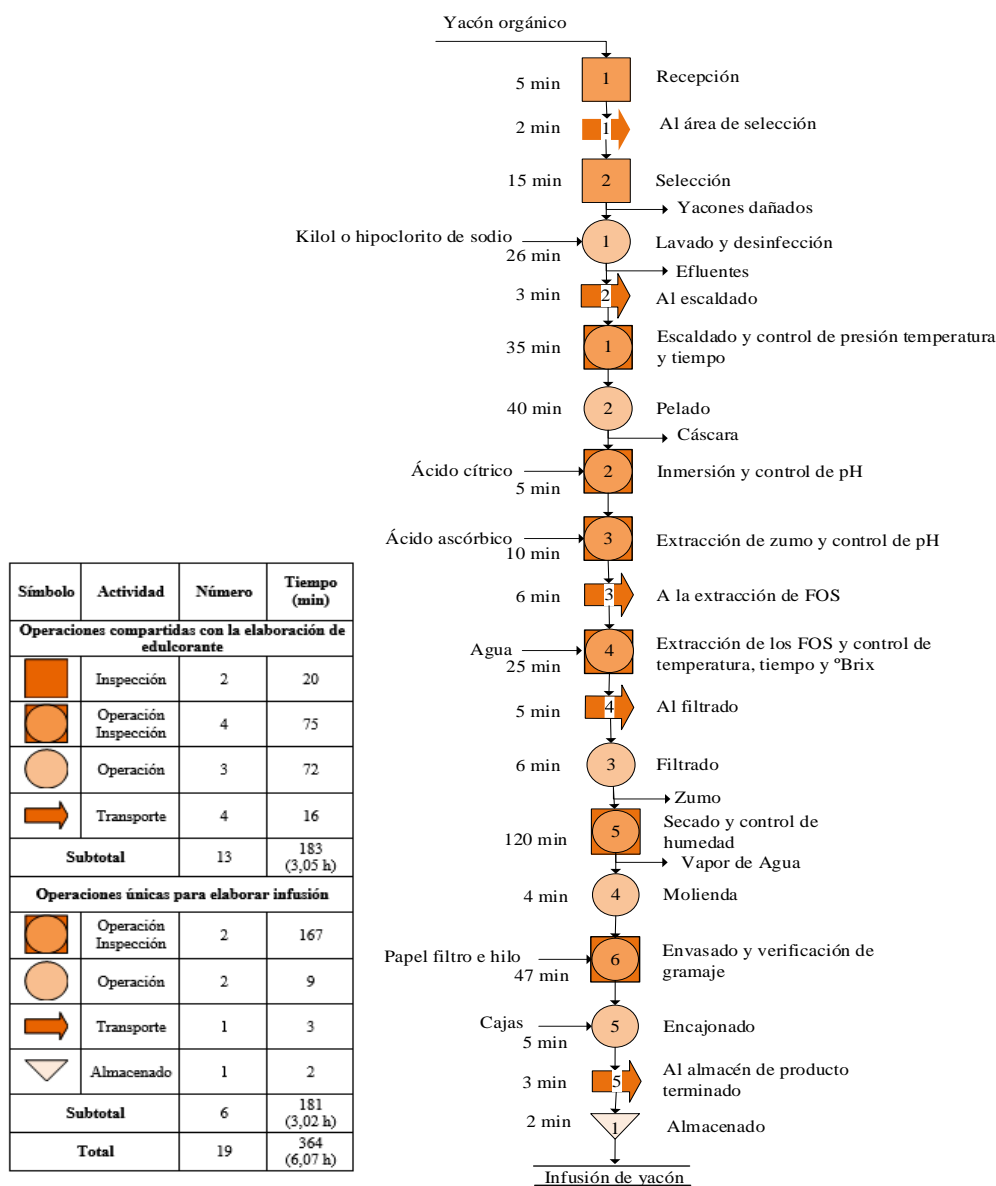 Yacón orgánico
5 min
1
Recepción
2 min
1
Al área de selección
15 min
2
Selección
Yacones dañados
Kilol o hipoclorito de sodio
26 min
1
Lavado y desinfección
Efluentes
3 min
2
Al escaldado
35 min
1
Escaldado y control de presión temperatura
y tiempo
40 min
2
Pelado
Cáscara
Ácido cítrico
5 min
2
Inmersión y control de pH
Ácido ascórbico
10 min
3
Extracción de zumo y control de pH
6 min
3
A la extracción de FOS
Agua
25 min
4
Extracción de los FOS y control de
temperatura, tiempo y ºBrix
5 min
4
Al filtrado
6 min
3
Filtrado
Zumo
120 min
5
Secado y control de
humedad
Vapor de Agua
4 min
4
Molienda
Papel filtro e hilo
47 min
6
Envasado y verificación de
gramaje
Cajas
5 min
5
Encajonado
3 min
5
Al almacén de producto
terminado
2 min
1
Almacenado
Infusión de yacón
Símbolo Actividad Número Tiempo
(min)
Operaciones compartidas con la elaboración de
edulcorante
Inspección 2 20
Operación
Inspección 4 75
Operación 3 72
Transporte 4 16
Subtotal 13 183
(3,05 h)
Operaciones únicas para elaborar infusión
Operación
Inspección 2 167
Operación 2 9
Transporte 1 3
Almacenado 1 2
Subtotal 6 181
(3,02 h)
Total 19 364
(6,07 h)